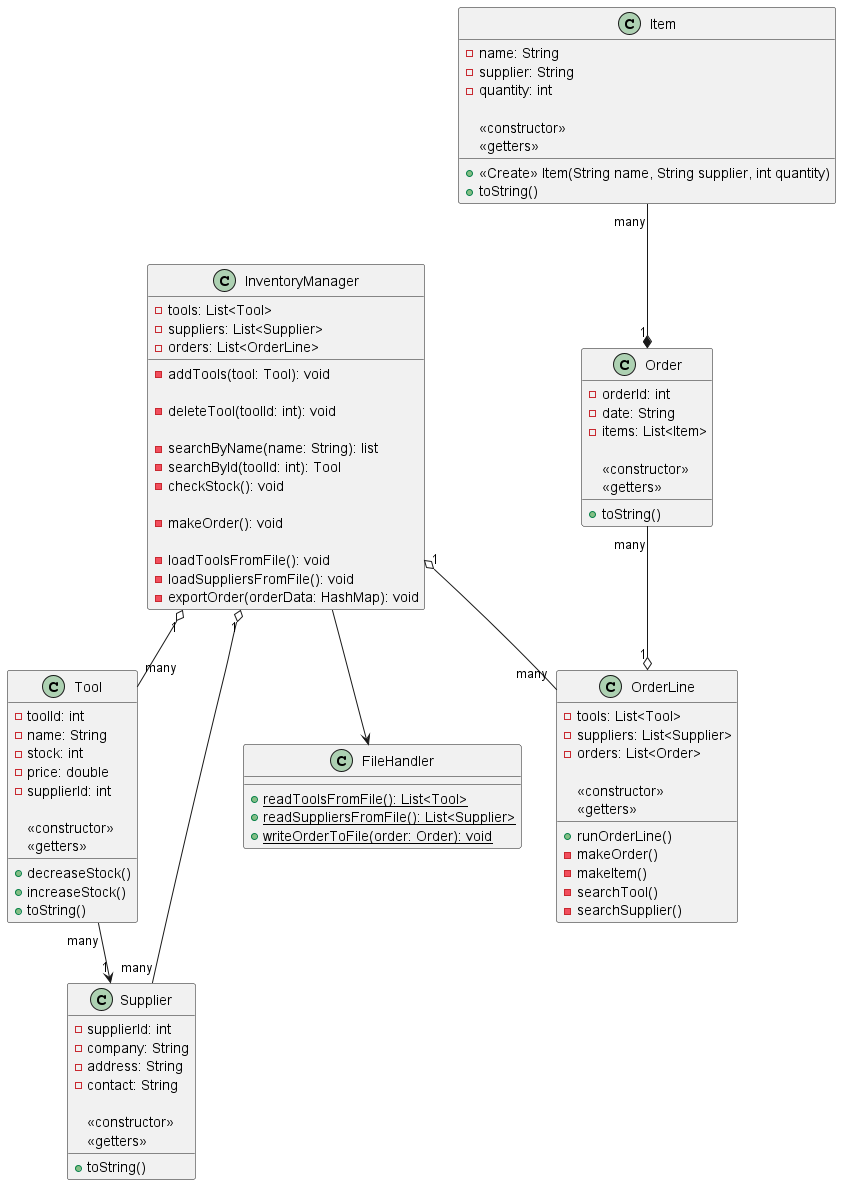 C Item
name: String
supplier: String
quantity: int
«constructor»
«getters»
«Create» Item(String name, String supplier, int quantity)
toString()
many
1
C InventoryManager
tools: List<Tool>
suppliers: List<Supplier>
orders: List<OrderLine>
addTools(tool: Tool): void
deleteTool(toolId: int): void
searchByName(name: String): list
searchById(toolId: int): Tool
checkStock(): void
makeOrder(): void
loadToolsFromFile(): void
loadSuppliersFromFile(): void
exportOrder(orderData: HashMap): void
C Order
orderId: int
date: String
items: List<Item>
«constructor»
«getters»
toString()
many
1
1
many
1
many
1
many
C Tool
toolId: int
name: String
stock: int
price: double
supplierId: int
«constructor»
«getters»
decreaseStock()
increaseStock()
toString()
C FileHandler
readToolsFromFile(): List<Tool>
readSuppliersFromFile(): List<Supplier>
writeOrderToFile(order: Order): void
C OrderLine
tools: List<Tool>
suppliers: List<Supplier>
orders: List<Order>
«constructor»
«getters»
runOrderLine()
makeOrder()
makeItem()
searchTool()
searchSupplier()
many
1
C Supplier
supplierId: int
company: String
address: String
contact: String
«constructor»
«getters»
toString()